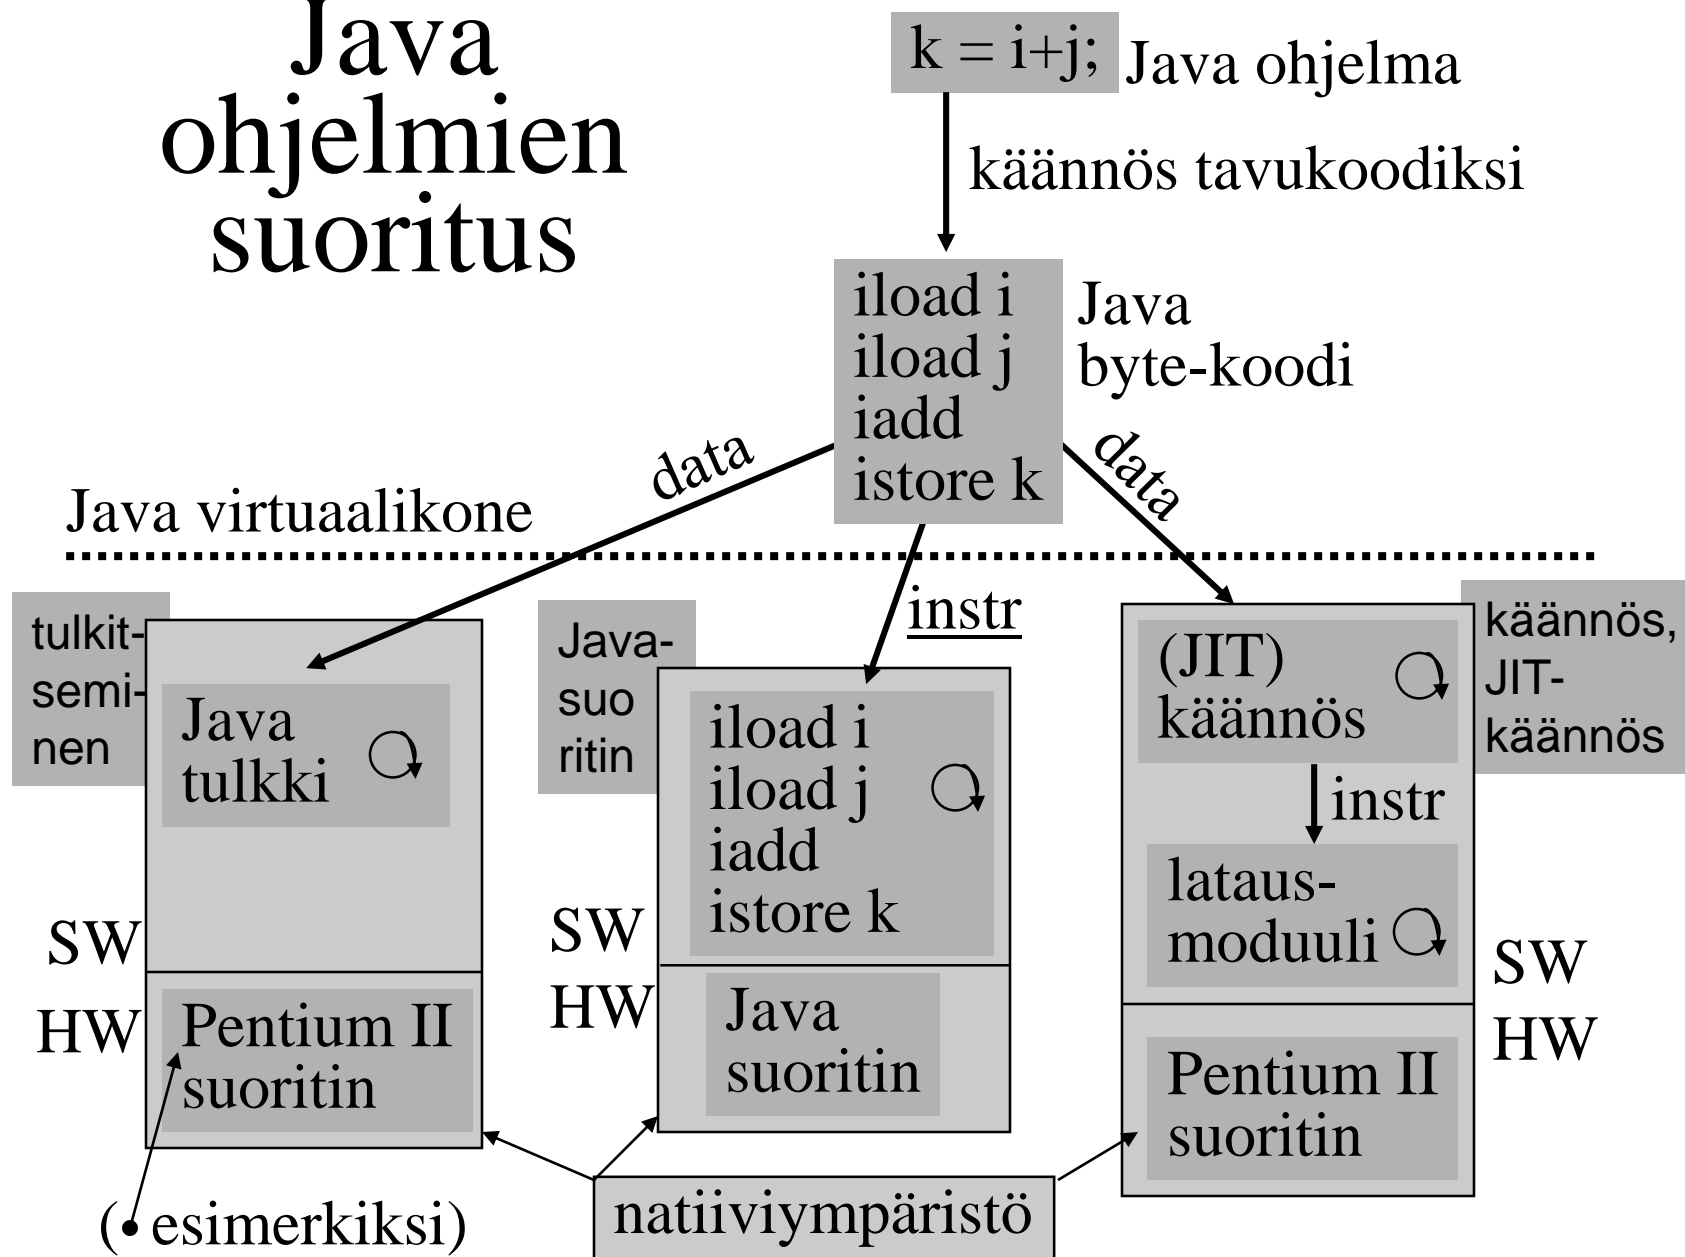 Java
ohjelmien
suoritus
k = i+j;
Java ohjelma
käännös tavukoodiksi
iload i
iload j
iadd
istore k
Java
byte-koodi
data
data
Java virtuaalikone
instr
tulkit-
semi-
nen
Java
tulkki
SW
HW
Pentium II
suoritin
(• esimerkiksi)
Java-
suo
ritin
iload i
iload j
iadd
istore k
SW
HW
Java
suoritin
natiiviympäristö
(JIT)
käännös
instr
lataus-
moduuli
käännös,
JIT-
käännös
SW
HW
Pentium II
suoritin